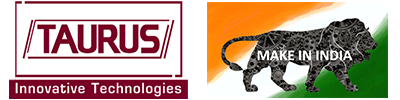 TAURUS
Innovative Technologies
MAKE IN INDIA